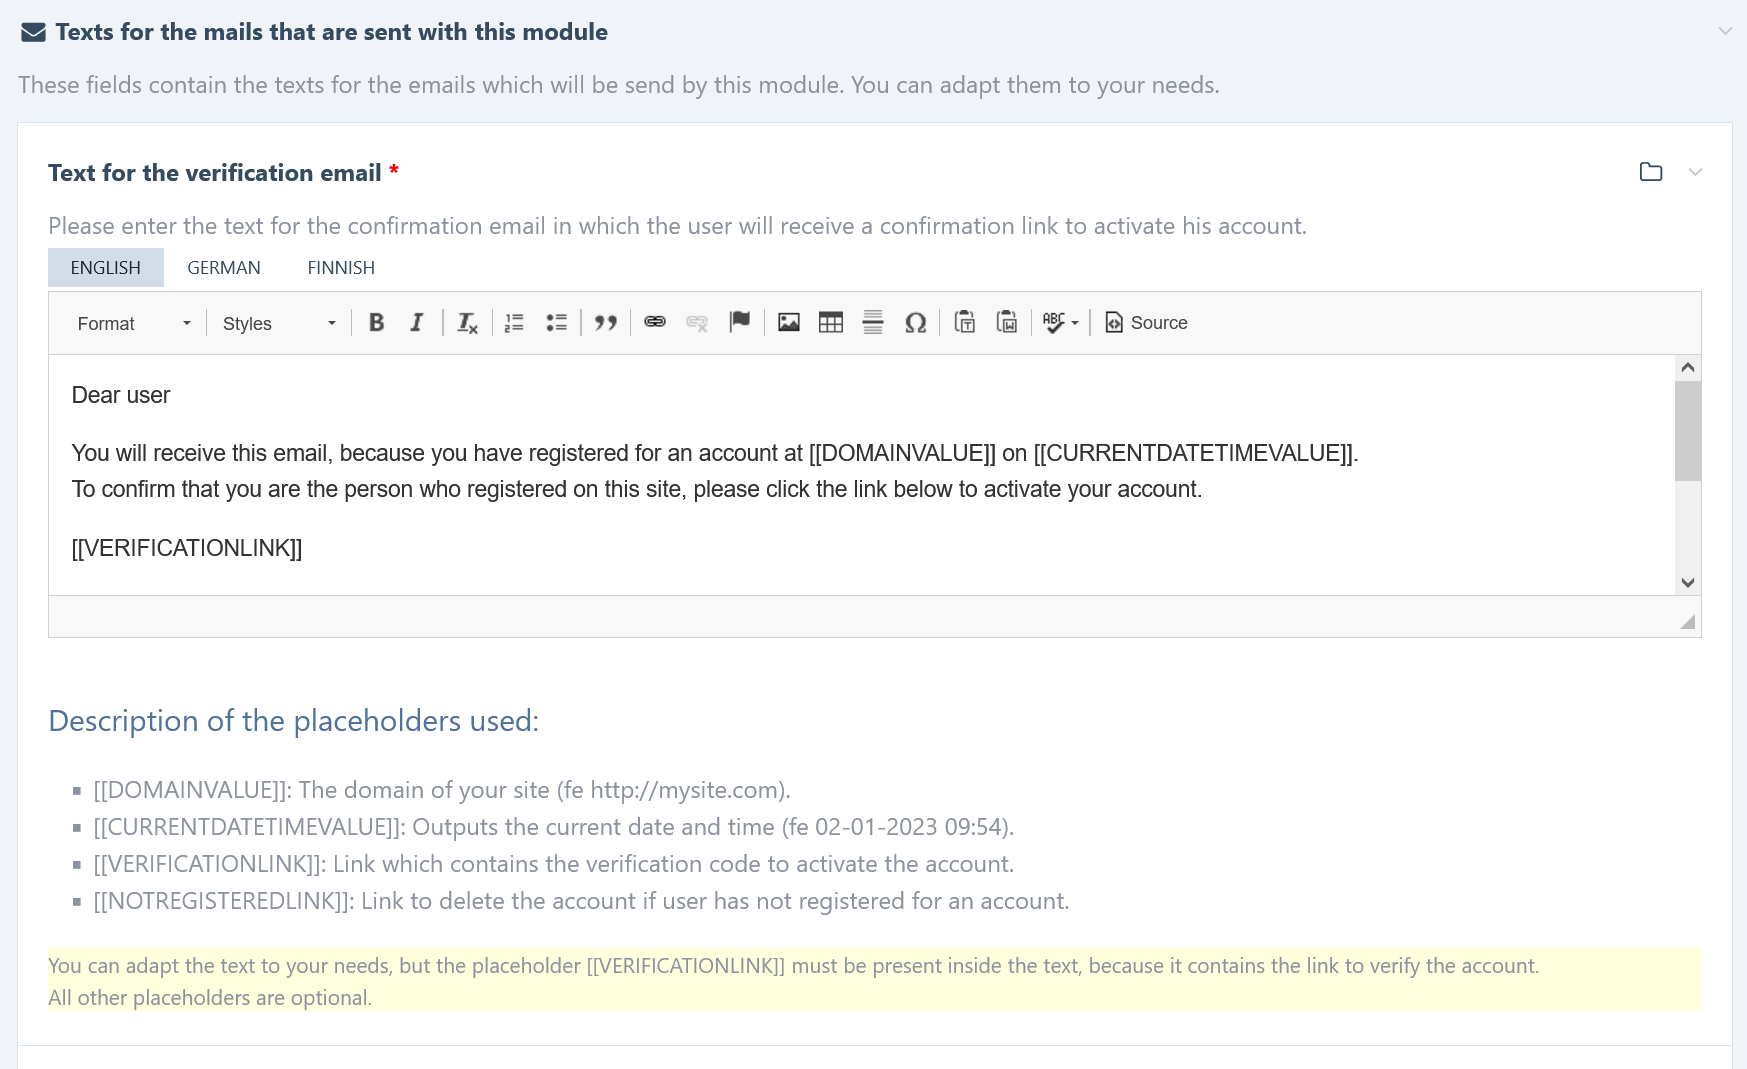 Texts for the mails that are sent with this module
These fields contain the texts for the emails which will be send by this module. You can adapt them to your needs.
Text for the verification email *
Please enter the text for the confirmation email in which the user will receive a confirmation link to activate his account.
ENGLISH GERMAN FINNISH
Format Styles B I Tx ABC Source
Dear user
You will receive this email, because you have registered for an account at [[DOMAINVALUE]] on [[CURRENTDATETIMEVALUE]].
To confirm that you are the person who registered on this site, please click the link below to activate your account.
[[VERIFICATIONLINK]]
Description of the placeholders used:
[[DOMAINVALUE]]: The domain of your site (fe http://mysite.com).
[[CURRENTDATETIMEVALUE]]: Outputs the current date and time (fe 02-01-2023 09:54).
[[VERIFICATIONLINK]]: Link which contains the verification code to activate the account.
[[NOTREGISTEREDLINK]]: Link to delete the account if user has not registered for an account.
You can adapt the text to your needs, but the placeholder [[VERIFICATIONLINK]] must be present inside the text, because it contains the link to verify the account.
All other placeholders are optional.